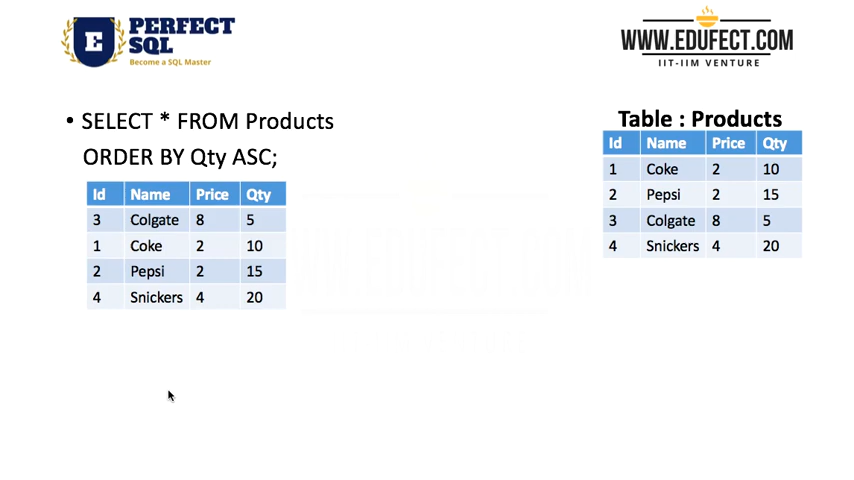 PERFECT
SQL
Become a SQL Master
E
WWW.EDUFECT.COM
IIT-IIM VENTURE
• SELECT * FROM Products
ORDER BY Qty ASC;
Id Name Price Qty
3 Colgate 8 5
1 Coke 2 10
2 Pepsi 2 15
4 Snickers 4 20
Table : Products
Id Name Price Qty
1 Coke 2 10
2 Pepsi 2 15
3 Colgate 8 5
4 Snickers 4 20
WWW.EDUFECT.COM